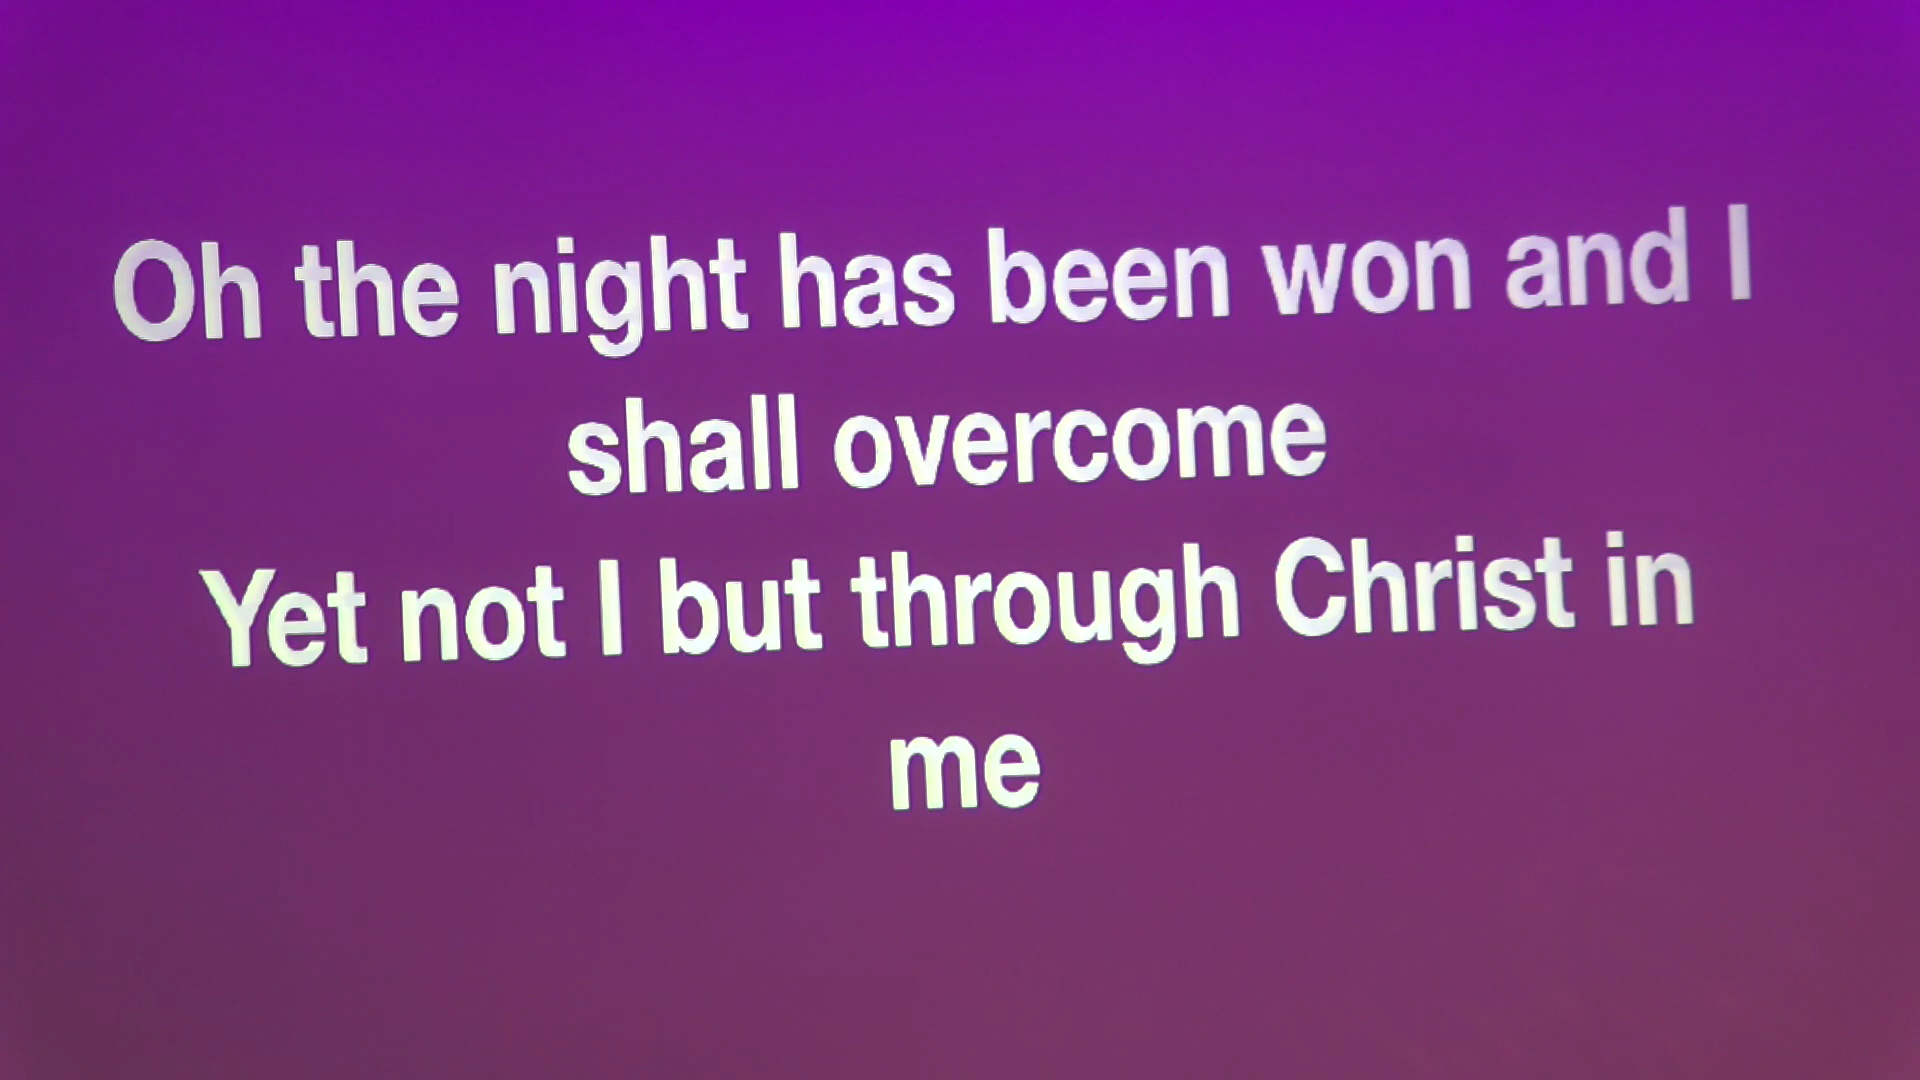 Oh the night has been won and I
shall overcome
Yet not I but through Christ in
me